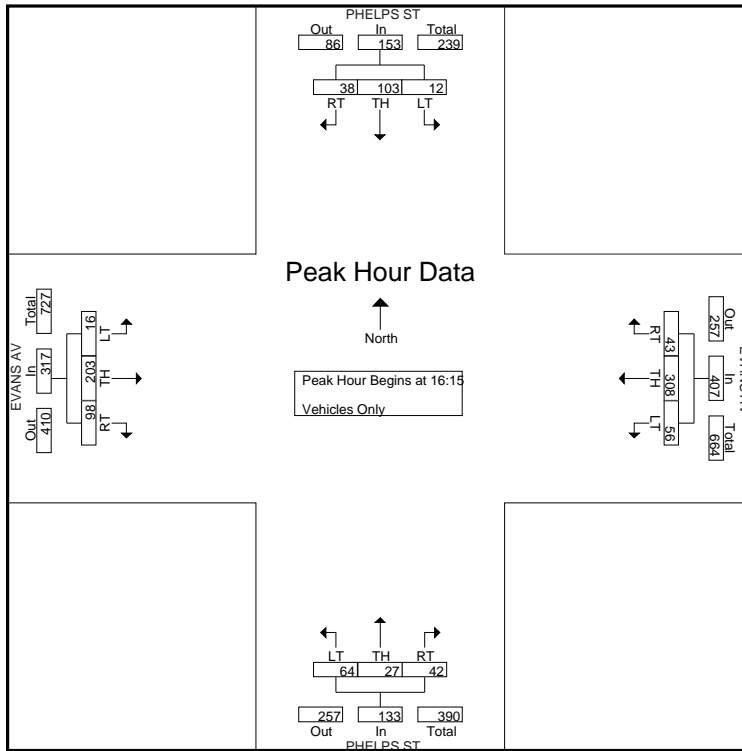 PHELPS ST
Out In Total
86 153 239
38 103 12
RT TH LT
Peak Hour Data
North
Peak Hour Begins at 16:15
Vehicles Only
EVANS AV
Total In Out
727 317 410
16 203 98
LT TH RT
RT TH LT
43 308 56
Out In Total
257 407 664
LT TH RT
64 27 42
257 133 390
Out In Total
PHELPS ST